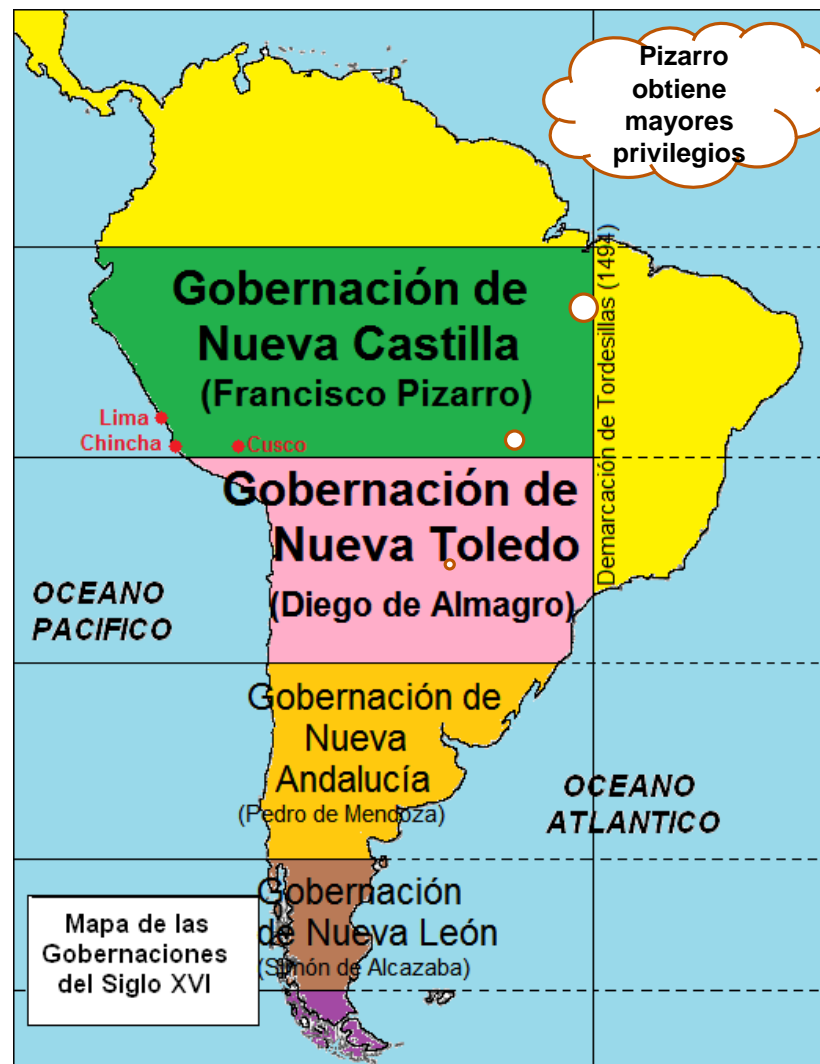 Pizarro
obtiene
mayores
privilegios
Gobernación de
Nueva Castilla
(Francisco Pizarro)
Demarcación de Tordesillas (1494)
Lima
Chincha
Cusco
Gobernación de
Nueva Toledo
(Diego de Almagro)
OCEANO
PACIFICO
Gobernación de
Nueva
Andalucía
(Pedro de Mendoza)
OCEANO
ATLANTICO
Gobernación
de Nueva León
(Simón de Alcazaba)
Mapa de las
Gobernaciones
del Siglo XVI